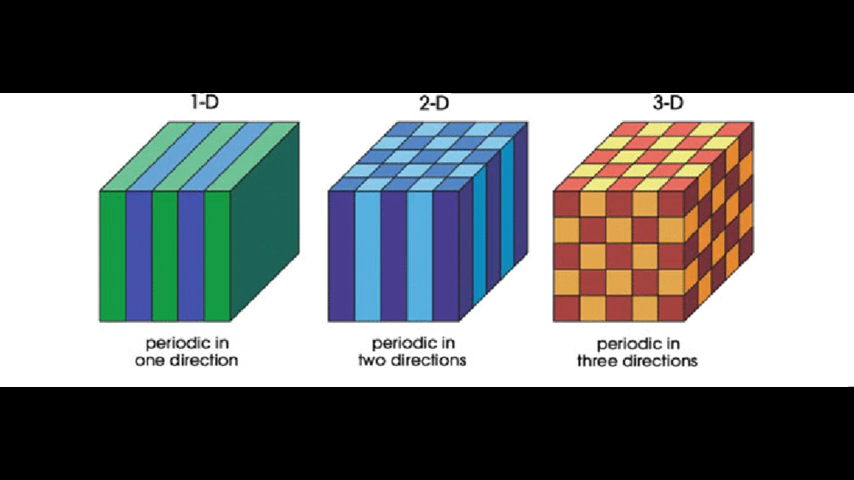 1-D
2-D
3-D
periodic in
one direction
periodic in
two directions
periodic in
three directions